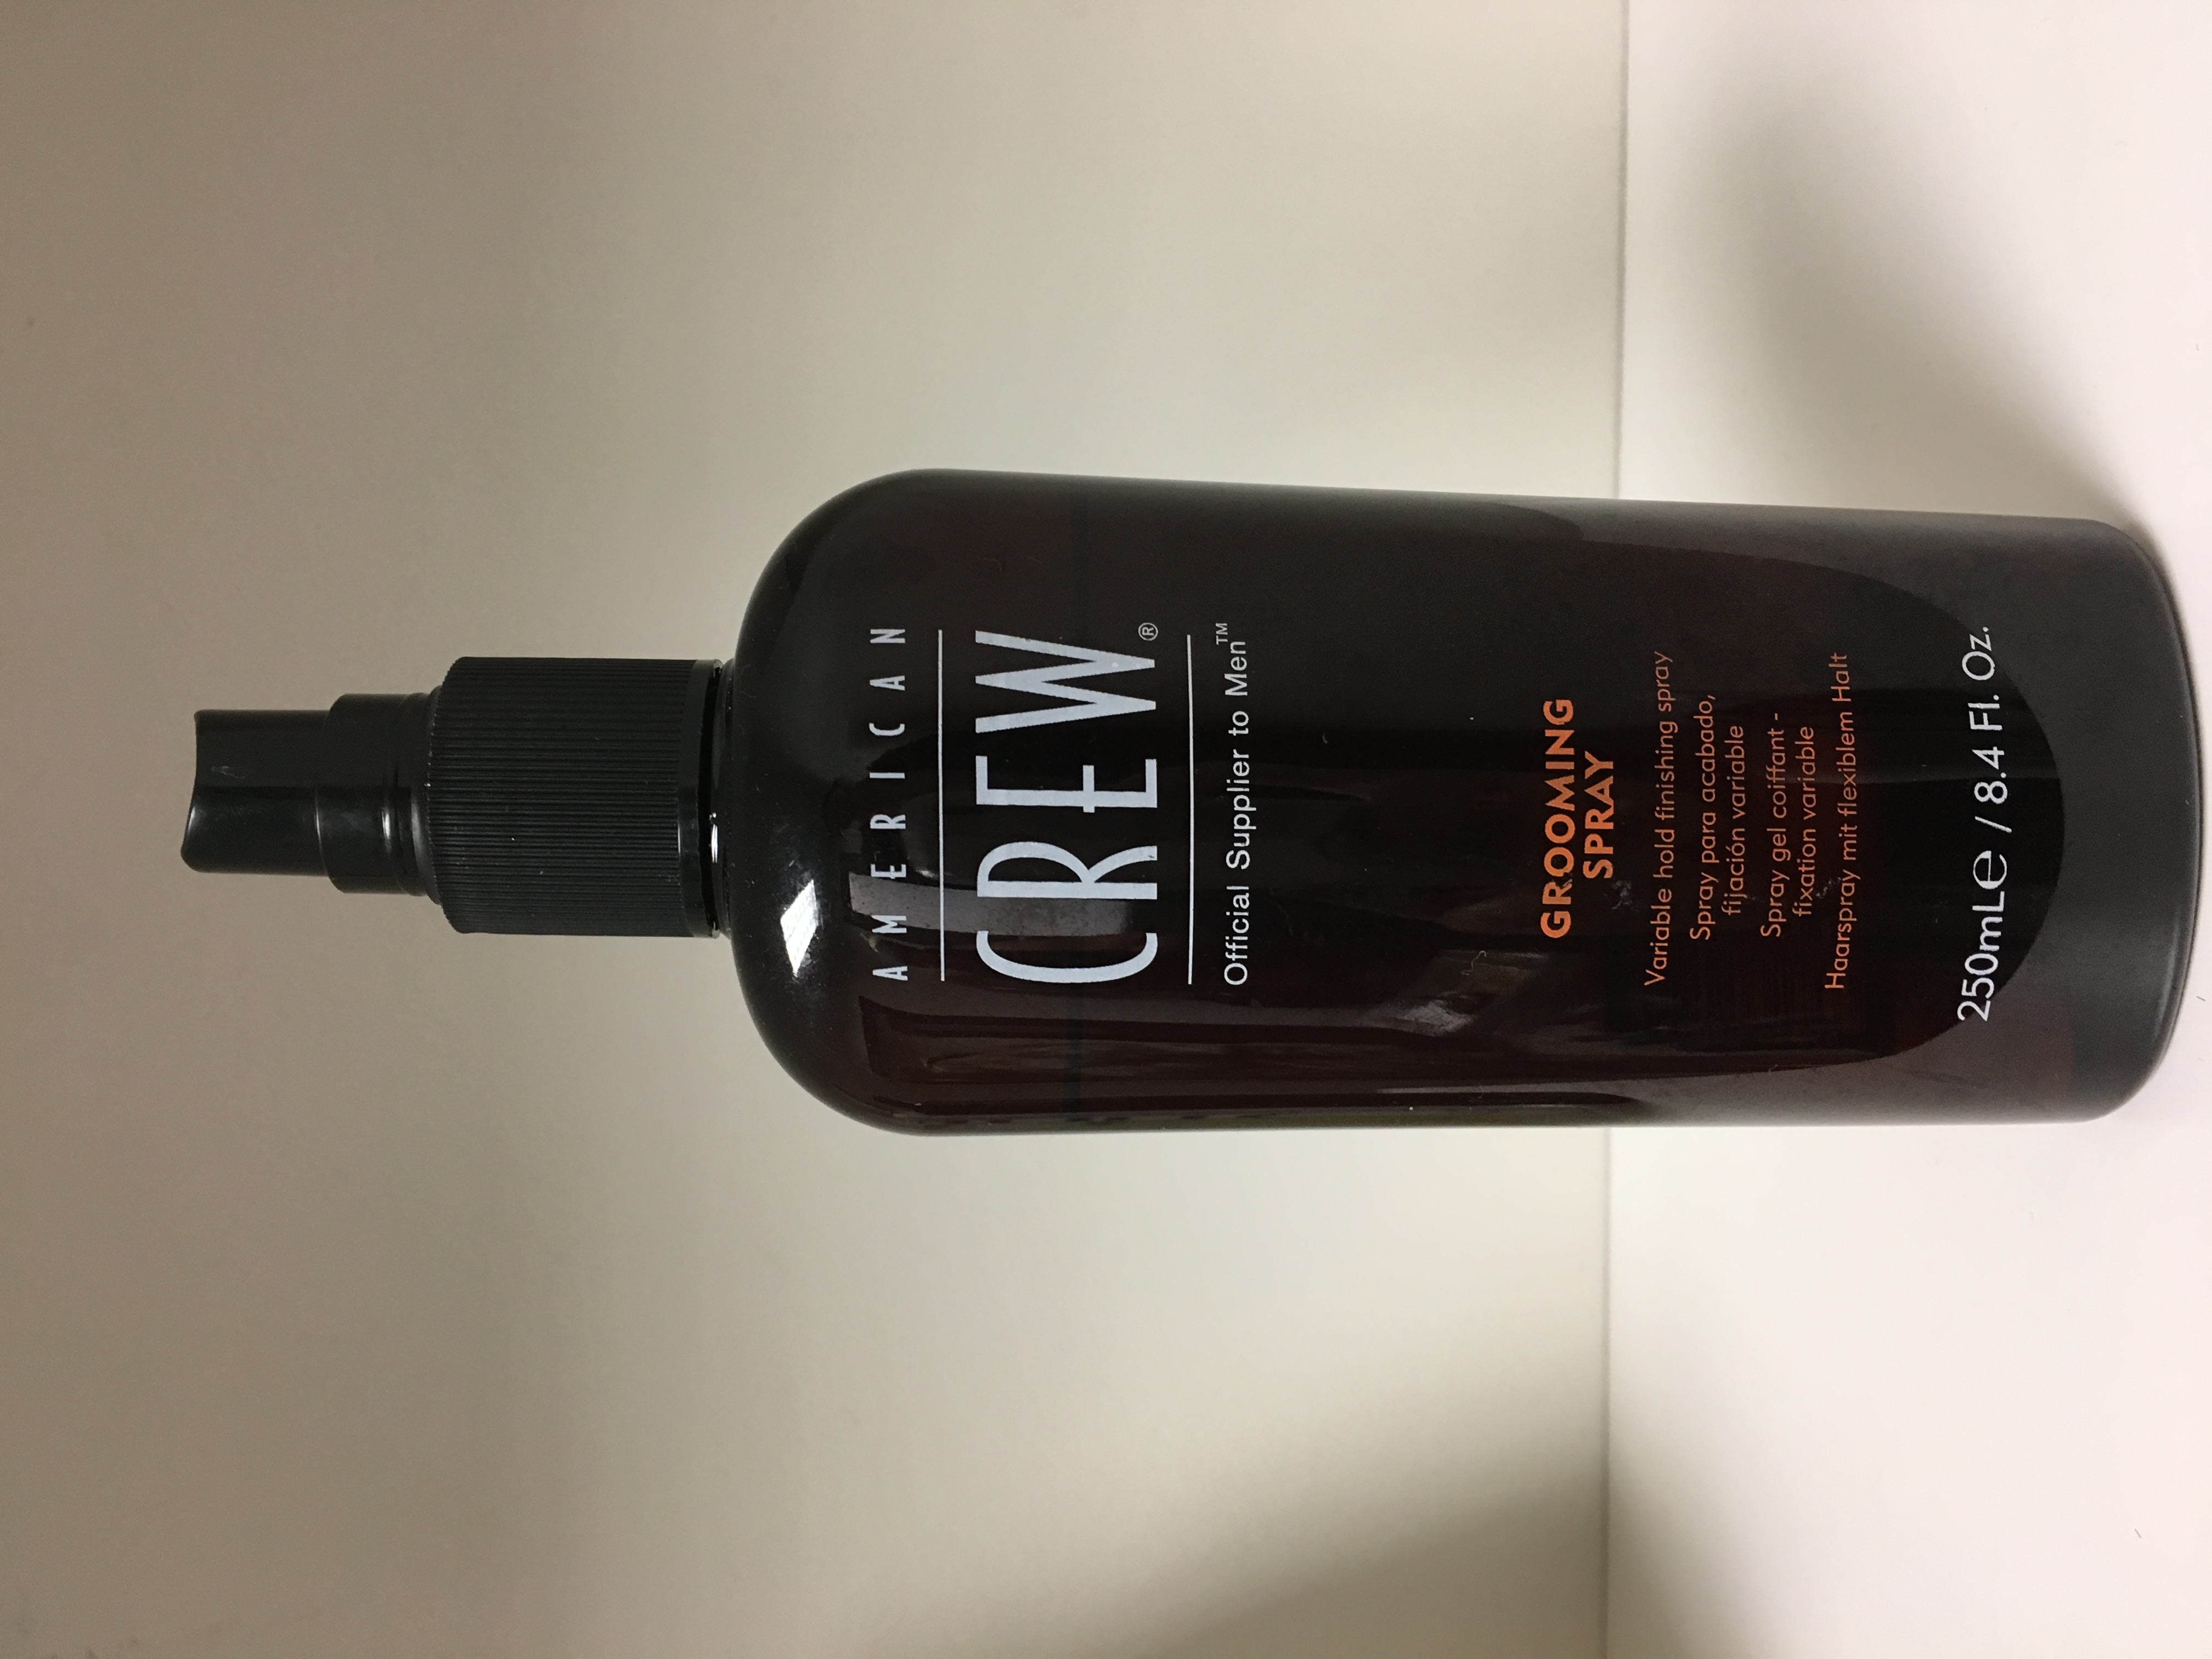 AMERICAN
CREW®
Official Supplier to Men™
GROOMING
SPRAY
Variable hold finishing spray
Spray para acabado,
fijación variable
Spray gel coiffant -
fixation variable
Haarspray mit flexiblem Halt
250mL℮ / 8.4 Fl. Oz.